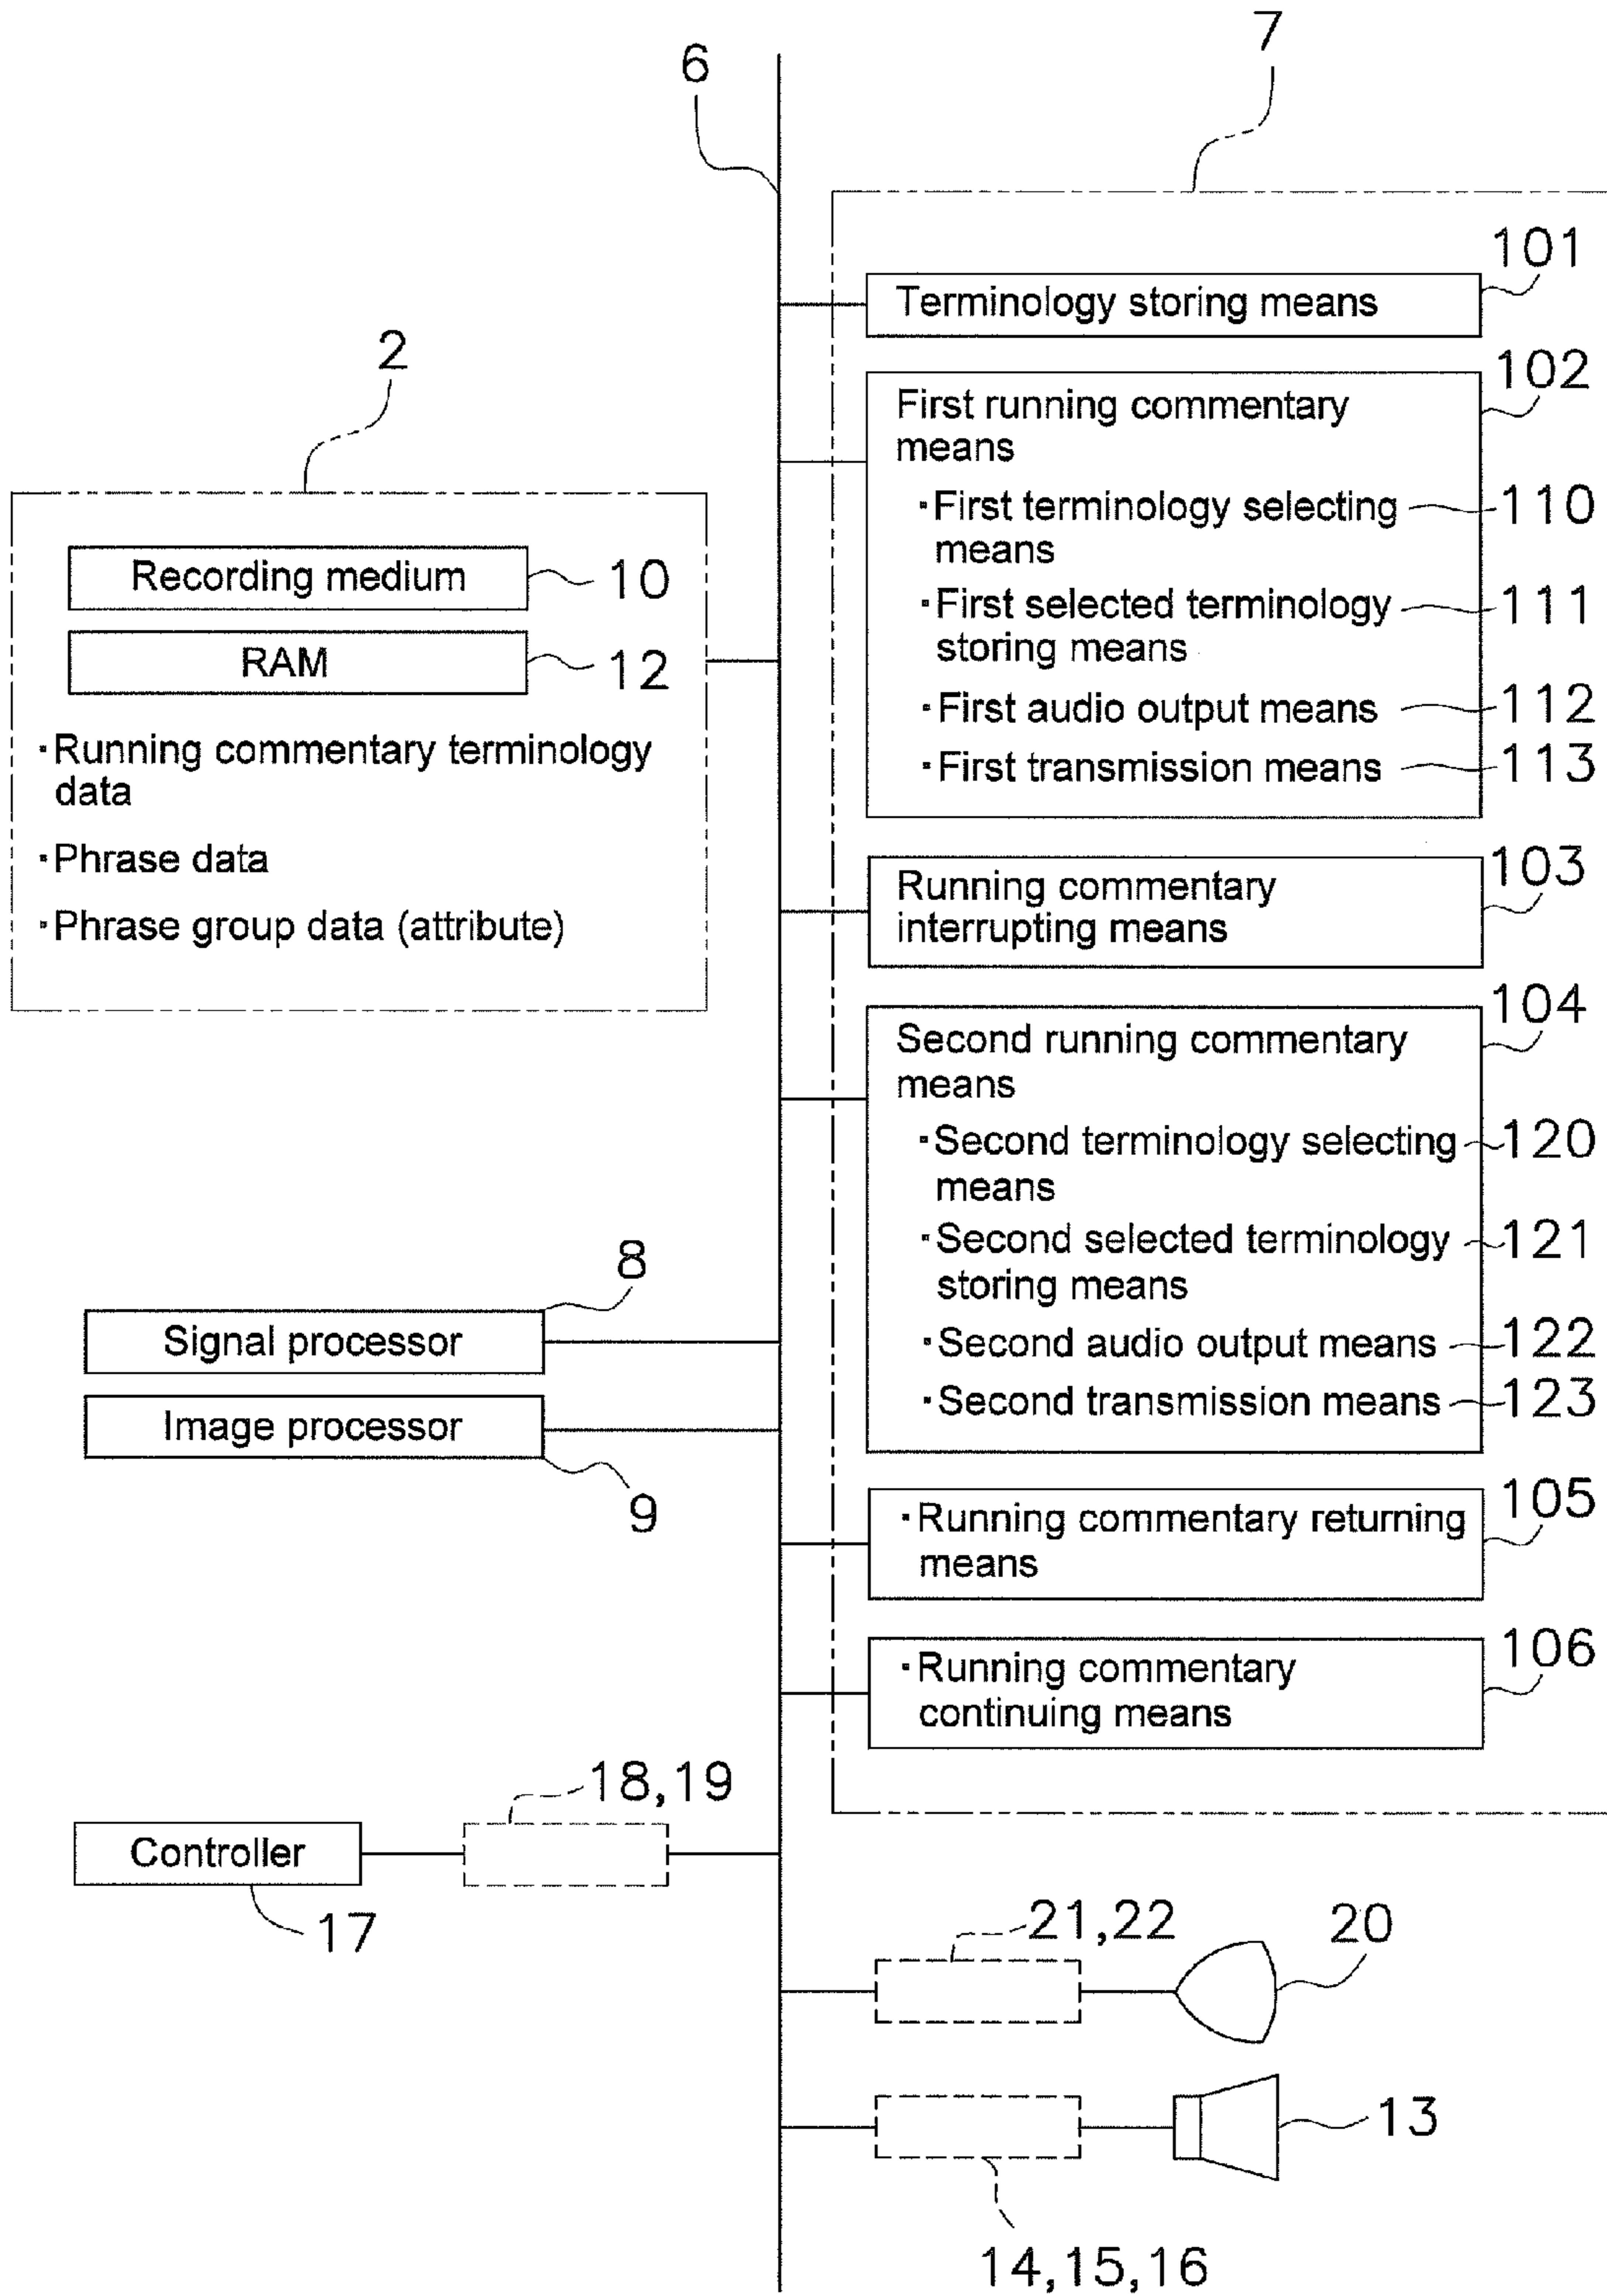 7
6
101
Terminology storing means
2
102
First running commentary
means
・First terminology selecting 110
means
・First selected terminology 111
storing means
・First audio output means 112
・First transmission means 113
Recording medium 10
RAM 12
・Running commentary terminology
data
・Phrase data
・Phrase group data (attribute)
103
Running commentary
interrupting means
104
Second running commentary
means
・Second terminology selecting 120
means
・Second selected terminology 121
storing means
・Second audio output means 122
・Second transmission means 123
8
Signal processor
Image processor
9
105
・Running commentary returning
means
106
・Running commentary
continuing means
18,19
Controller
17
21,22
20
13
14,15,16